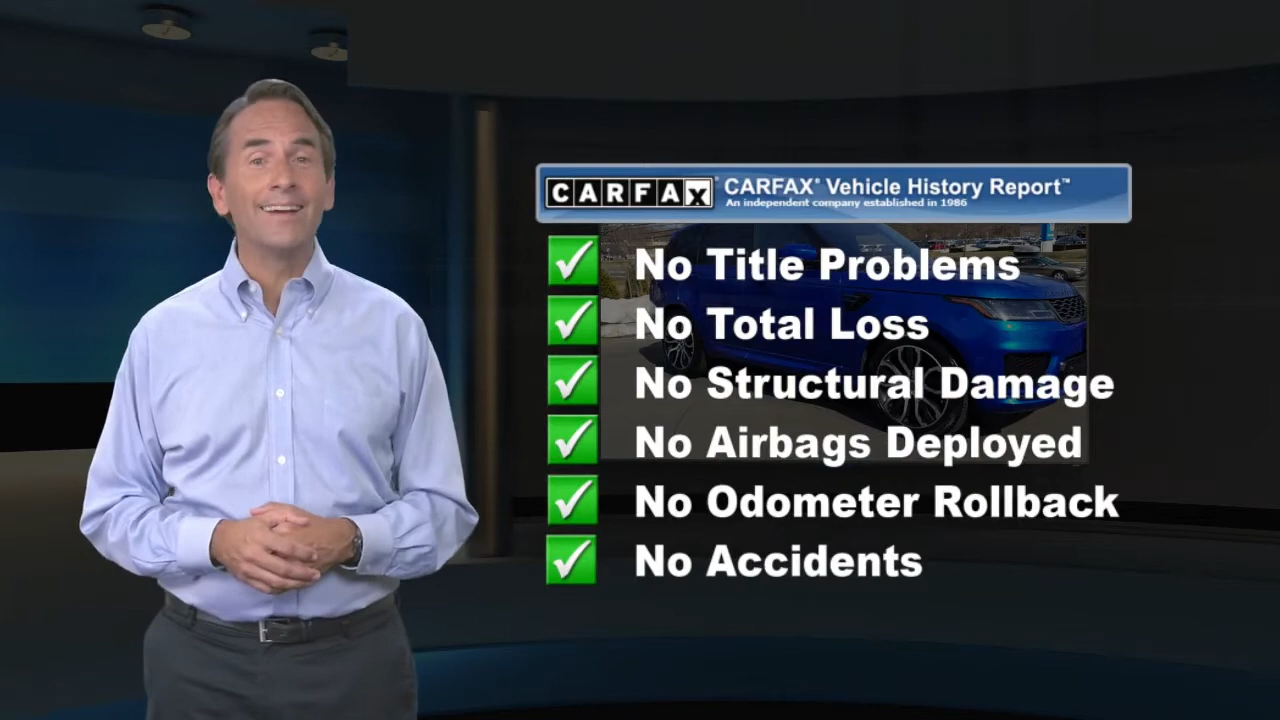 CARFAX® CARFAX® Vehicle History Report™
An independent company established in 1986
No Title Problems
No Total Loss
No Structural Damage
No Airbags Deployed
No Odometer Rollback
No Accidents